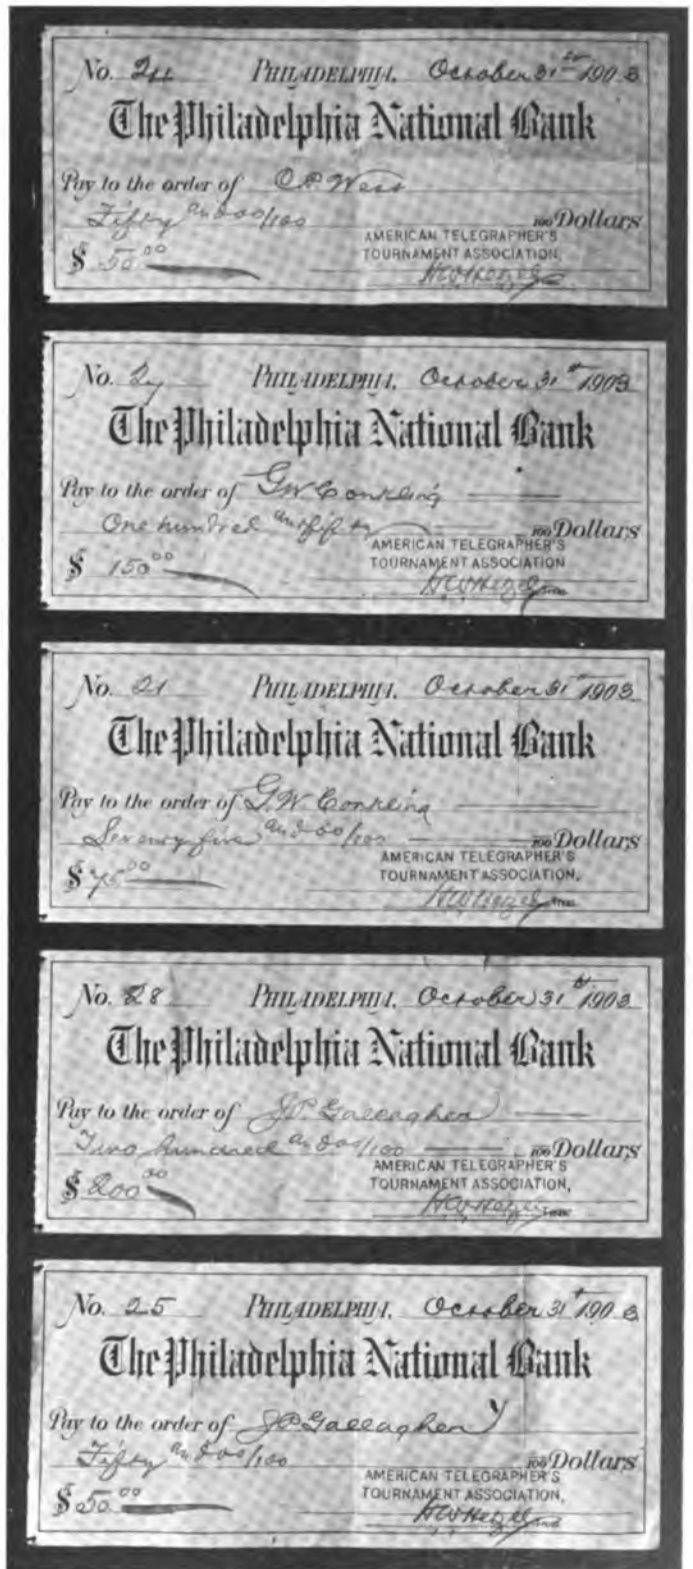 No. 24 PHILADELPHIA, October 31st 1903
The Philadelphia National Bank
Pay to the order of
Fifty and 00/100 100 Dollars
AMERICAN TELEGRAPHER'S
$ 50 00 TOURNAMENT ASSOCIATION,
No. PHILADELPHIA, October 31st 1903
The Philadelphia National Bank
Pay to the order of G.W. Conkling
One hundred and fifty 100 Dollars
AMERICAN TELEGRAPHER'S
$ 150 00 TOURNAMENT ASSOCIATION
No. 21 PHILADELPHIA, October 31st 1903
The Philadelphia National Bank
Pay to the order of G.W. Conkling
Seventy five and 00/100 100 Dollars
AMERICAN TELEGRAPHER'S
$ 75 00 TOURNAMENT ASSOCIATION,
No. 28 PHILADELPHIA, October 31st 1903
The Philadelphia National Bank
Pay to the order of J.P. Gallagher
Two hundred and 00/100 100 Dollars
AMERICAN TELEGRAPHER'S
$ 200 00 TOURNAMENT ASSOCIATION,
No. 25 PHILADELPHIA, October 31st 1903
The Philadelphia National Bank
Pay to the order of J.P. Gallagher
Fifty and 00/100 100 Dollars
AMERICAN TELEGRAPHER'S
$ 50 00 TOURNAMENT ASSOCIATION,